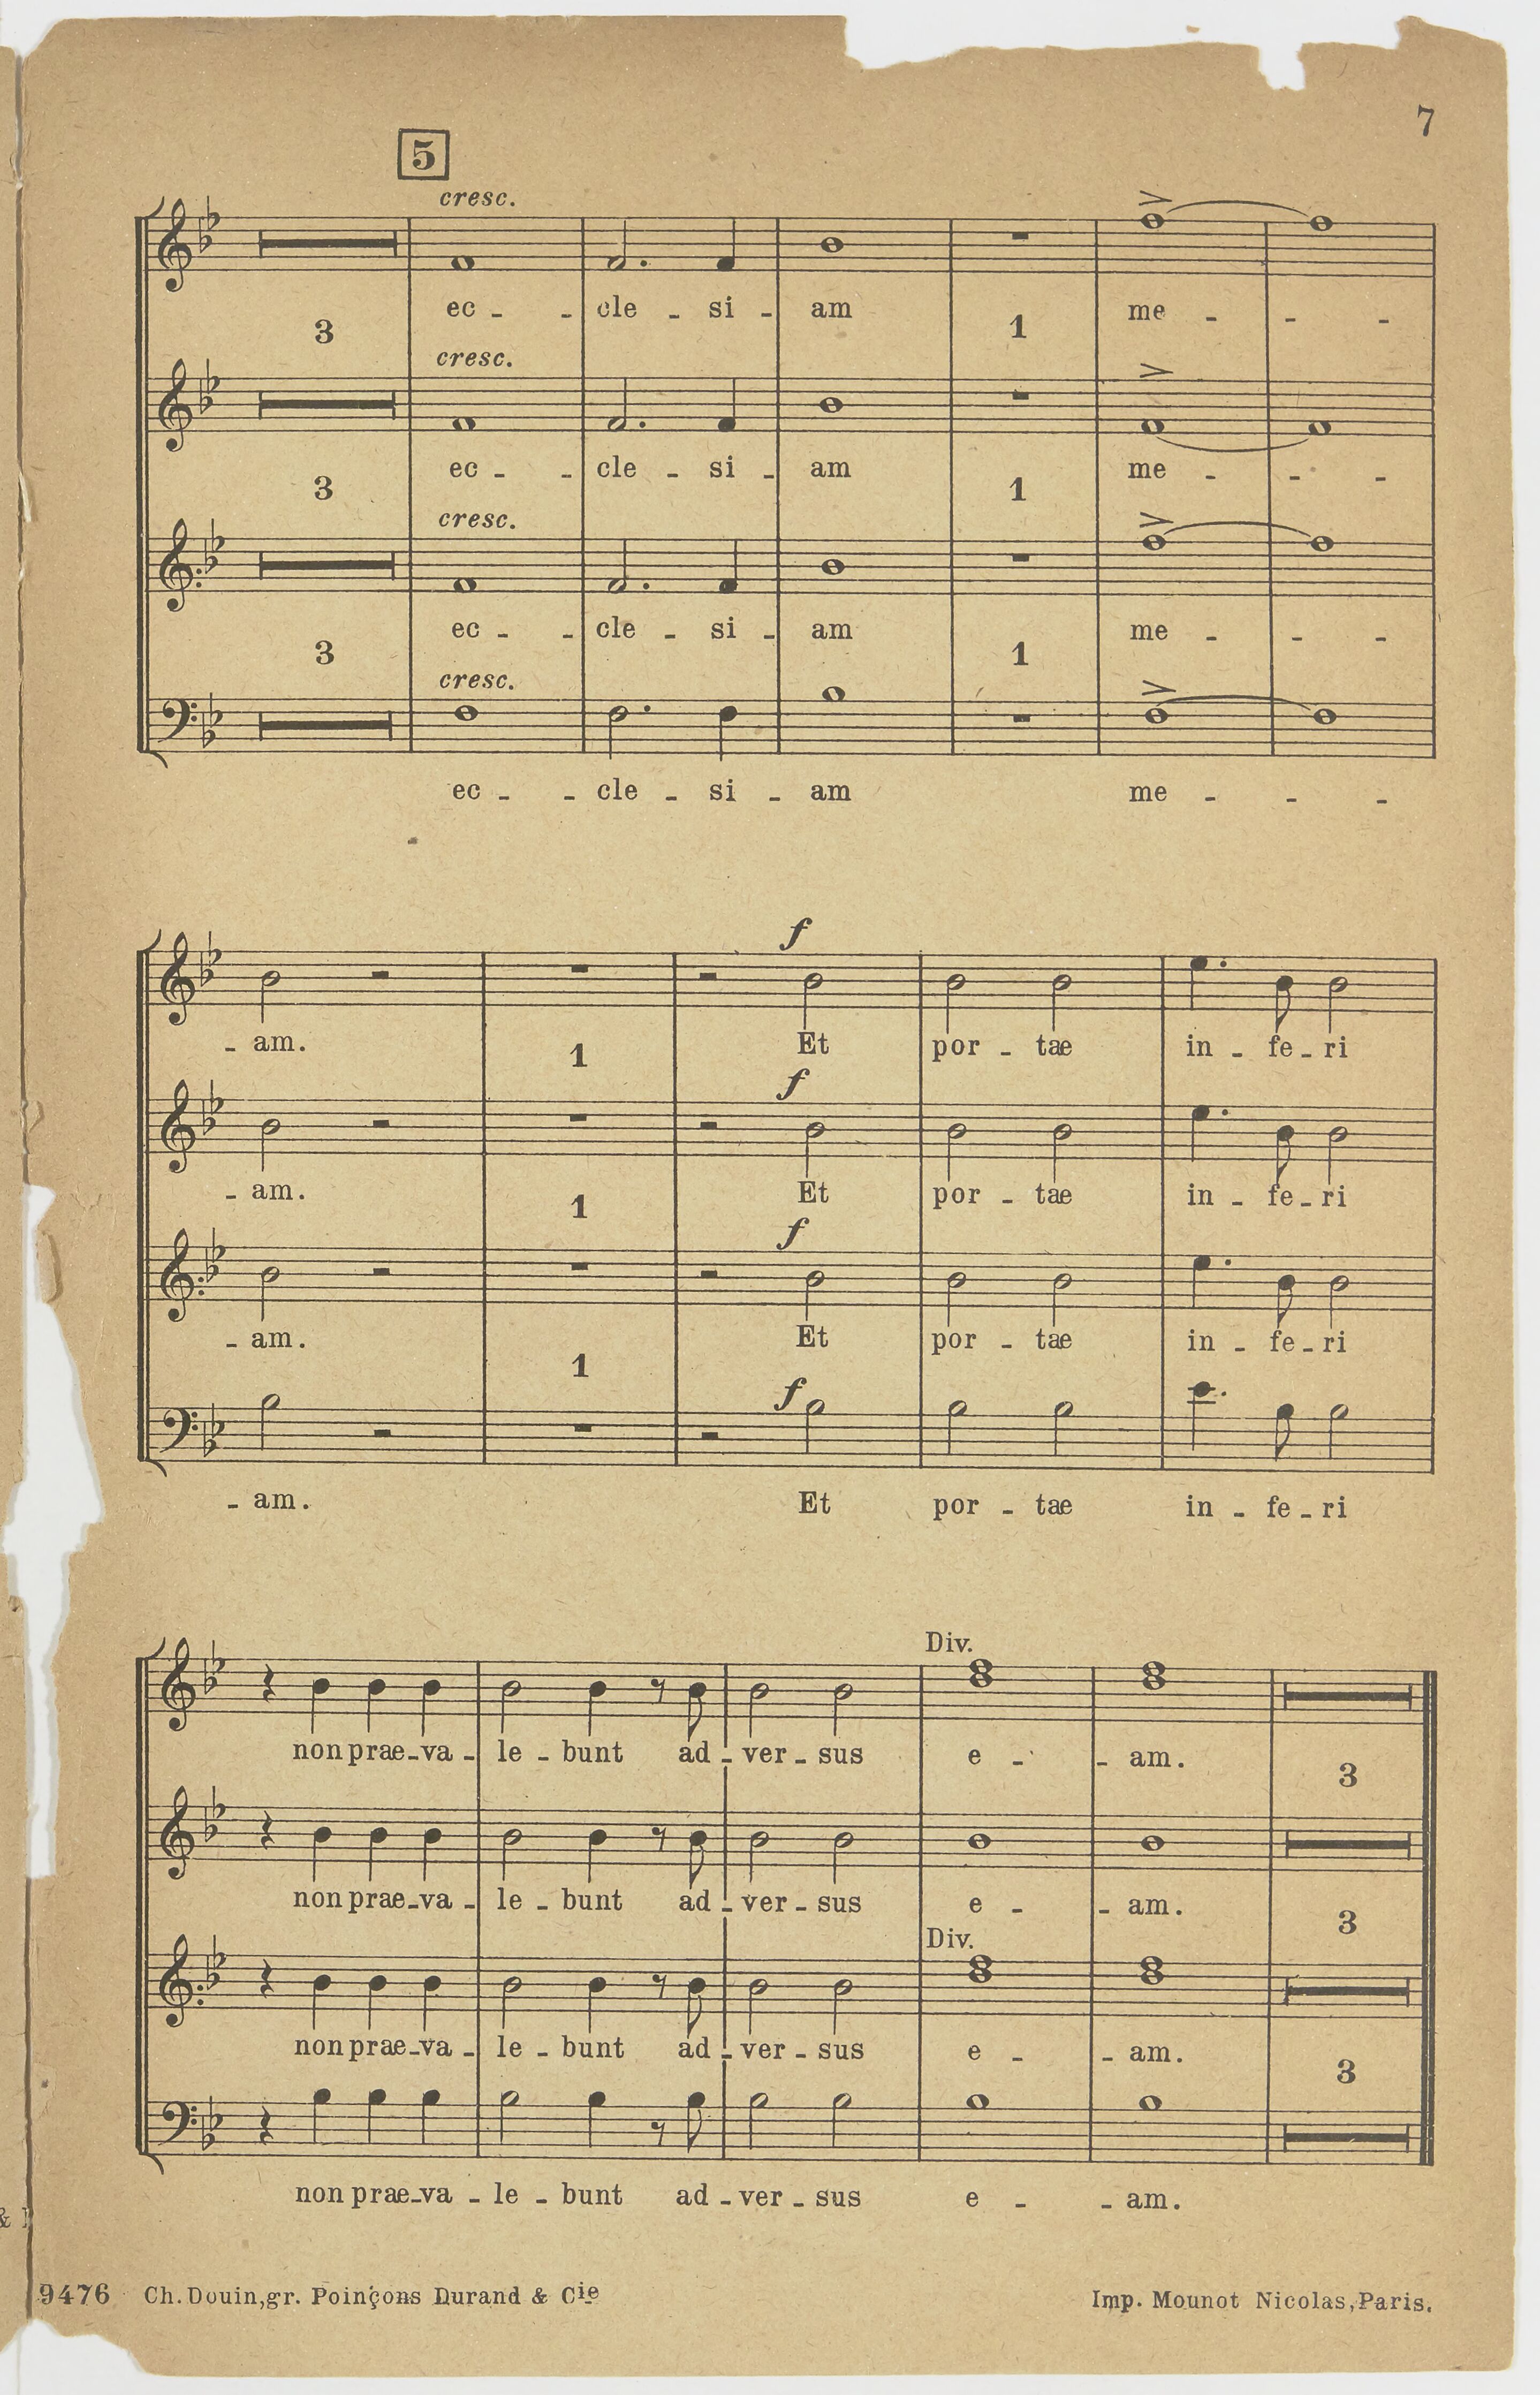 7
5
cresc.
ec - - cle - si - am me - - -
3 1
cresc.
ec - - cle - si - am me - - -
3 1
cresc.
ec - - cle - si - am me - - -
3 1
cresc.
ec - - cle - si - am me - - -
f
- am. Et por - tae in - fe - ri
1
f
- am. Et por - tae in - fe - ri
1
f
- am. Et por - tae in - fe - ri
1
f
- am. Et por - tae in - fe - ri
Div.
non prae - va - le - bunt ad - ver - sus e - - am.
3
non prae - va - le - bunt ad - ver - sus e - - am.
3
Div.
non prae - va - le - bunt ad - ver - sus e - - am.
3
non prae - va - le - bunt ad - ver - sus e - - am.
&
9476 Ch. Douin, gr. Poinçons Durand & Cie Imp. Mounot Nicolas, Paris.